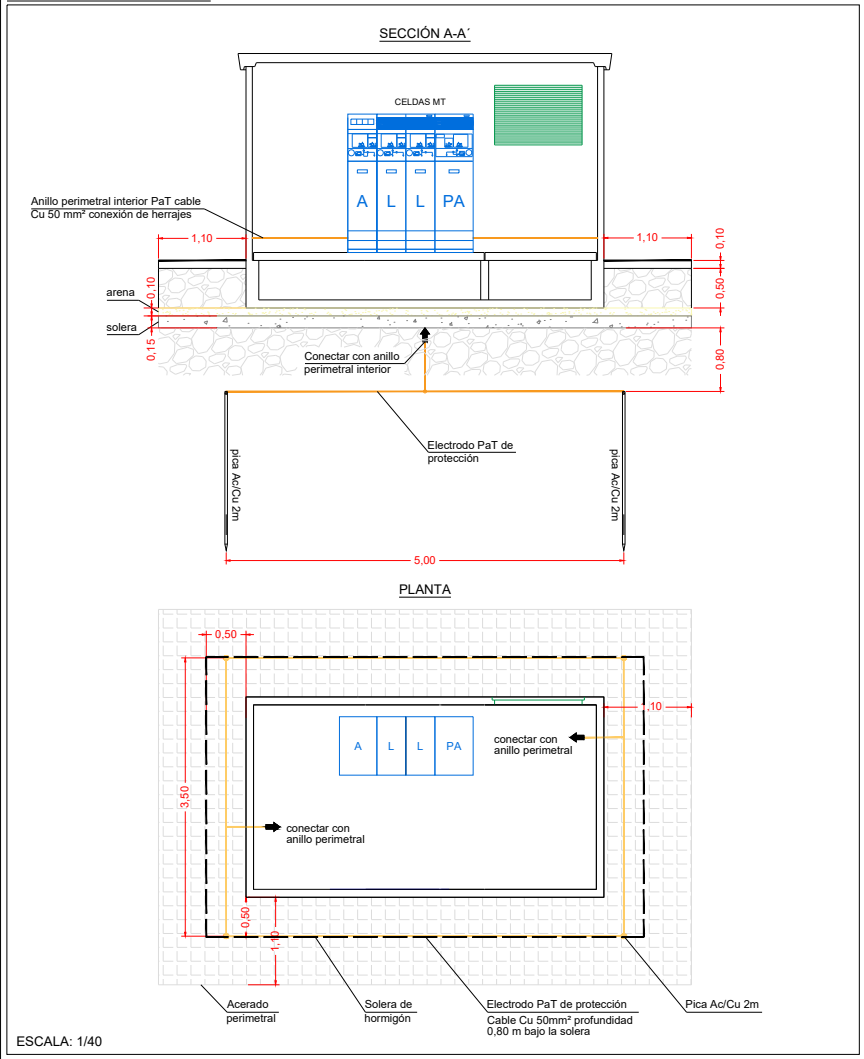 SECCIÓN A-A´
CELDAS MT
A L L PA
Anillo perimetral interior PaT cable
Cu 50 mm² conexión de herrajes
1,10
1,10
0,10
0,50
0,80
arena
0,10
solera
0,15
Conectar con anillo
perimetral interior
Electrodo PaT de
protección
pica Ac/Cu 2m
pica Ac/Cu 2m
5,00
PLANTA
0,50
1,10
3,50
A L L PA
conectar con
anillo perimetral
conectar con
anillo perimetral
0,50
1,10
Acerado
perimetral
Solera de
hormigón
Electrodo PaT de protección
Cable Cu 50mm² profundidad
0,80 m bajo la solera
Pica Ac/Cu 2m
ESCALA: 1/40